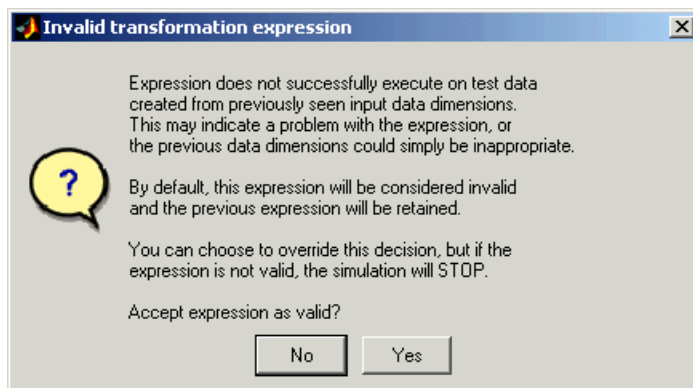 Invalid transformation expression
Expression does not successfully execute on test data
created from previously seen input data dimensions.
This may indicate a problem with the expression, or
the previous data dimensions could simply be inappropriate.
By default, this expression will be considered invalid
and the previous expression will be retained.
You can choose to override this decision, but if the
expression is not valid, the simulation will STOP.
Accept expression as valid?
No Yes